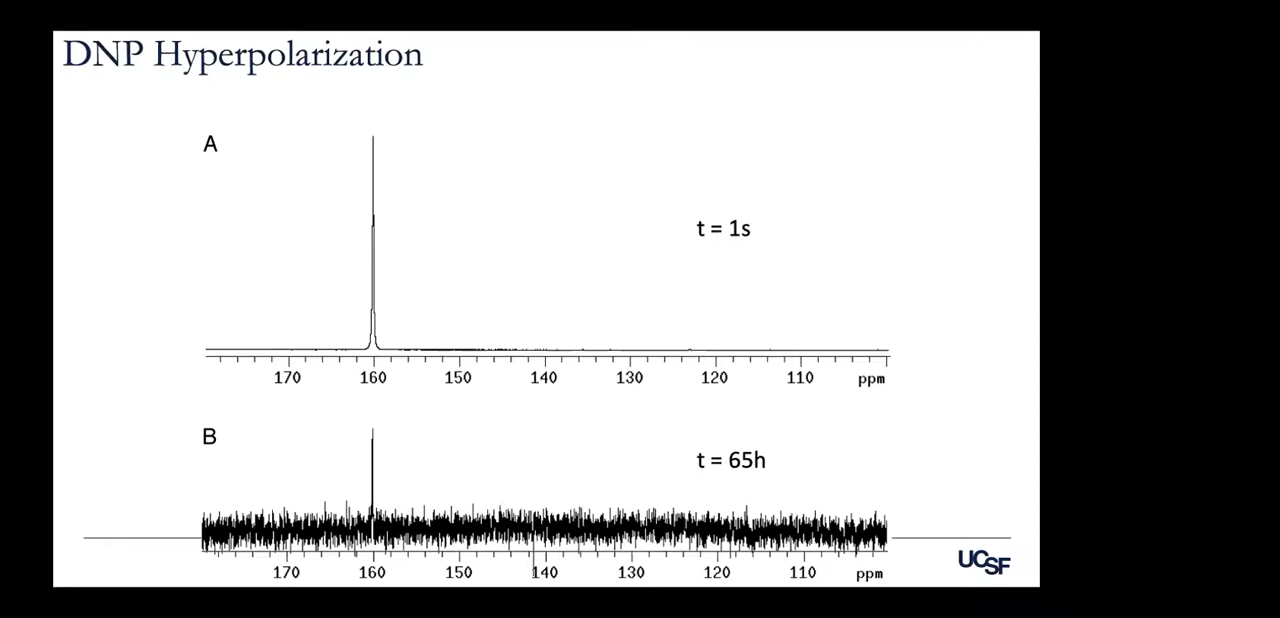 DNP Hyperpolarization
A
t = 1s
170 160 150 140 130 120 110 ppm
B
t = 65h
170 160 150 140 130 120 110 ppm
UCSF